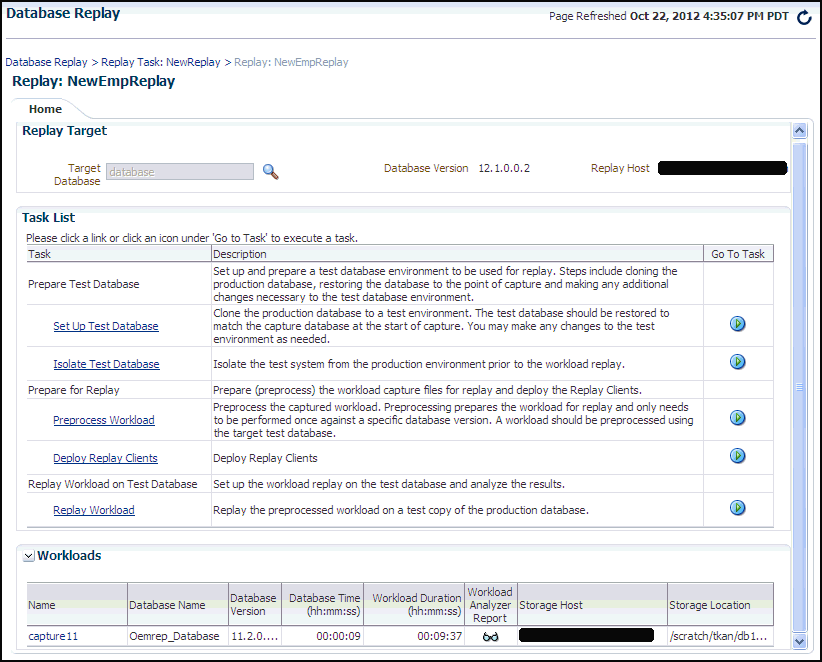 Database Replay
Page Refreshed Oct 22, 2012 4:35:07 PM PDT
Database Replay > Replay Task: NewReplay > Replay: NewEmpReplay
Replay: NewEmpReplay
Home
Replay Target
Target Database
database
Database Version 12.1.0.0.2
Replay Host
Task List
Please click a link or click an icon under 'Go to Task' to execute a task.
Task Description Go To Task
Prepare Test Database
Set up and prepare a test database environment to be used for replay. Steps include cloning the
production database, restoring the database to the point of capture and making any additional
changes necessary to the test database environment.
Set Up Test Database
Clone the production database to a test environment. The test database should be restored to
match the capture database at the start of capture. You may make any changes to the test
environment as needed.
Isolate Test Database
Isolate the test system from the production environment prior to the workload replay.
Prepare for Replay
Prepare (preprocess) the workload capture files for replay and deploy the Replay Clients.
Preprocess Workload
Preprocess the captured workload. Preprocessing prepares the workload for replay and only needs
to be performed once against a specific database version. A workload should be preprocessed using
the target test database.
Deploy Replay Clients
Deploy Replay Clients
Replay Workload on Test Database
Set up the workload replay on the test database and analyze the results.
Replay Workload
Replay the preprocessed workload on a test copy of the production database.
Workloads
Name
Database Name
Database Version
Database Time (hh:mm:ss)
Workload Duration (hh:mm:ss)
Workload Analyzer Report
Storage Host
Storage Location
capture11 Oemrep_Database 11.2.0.... 00:00:09 00:09:37 /scratch/tkan/db1...